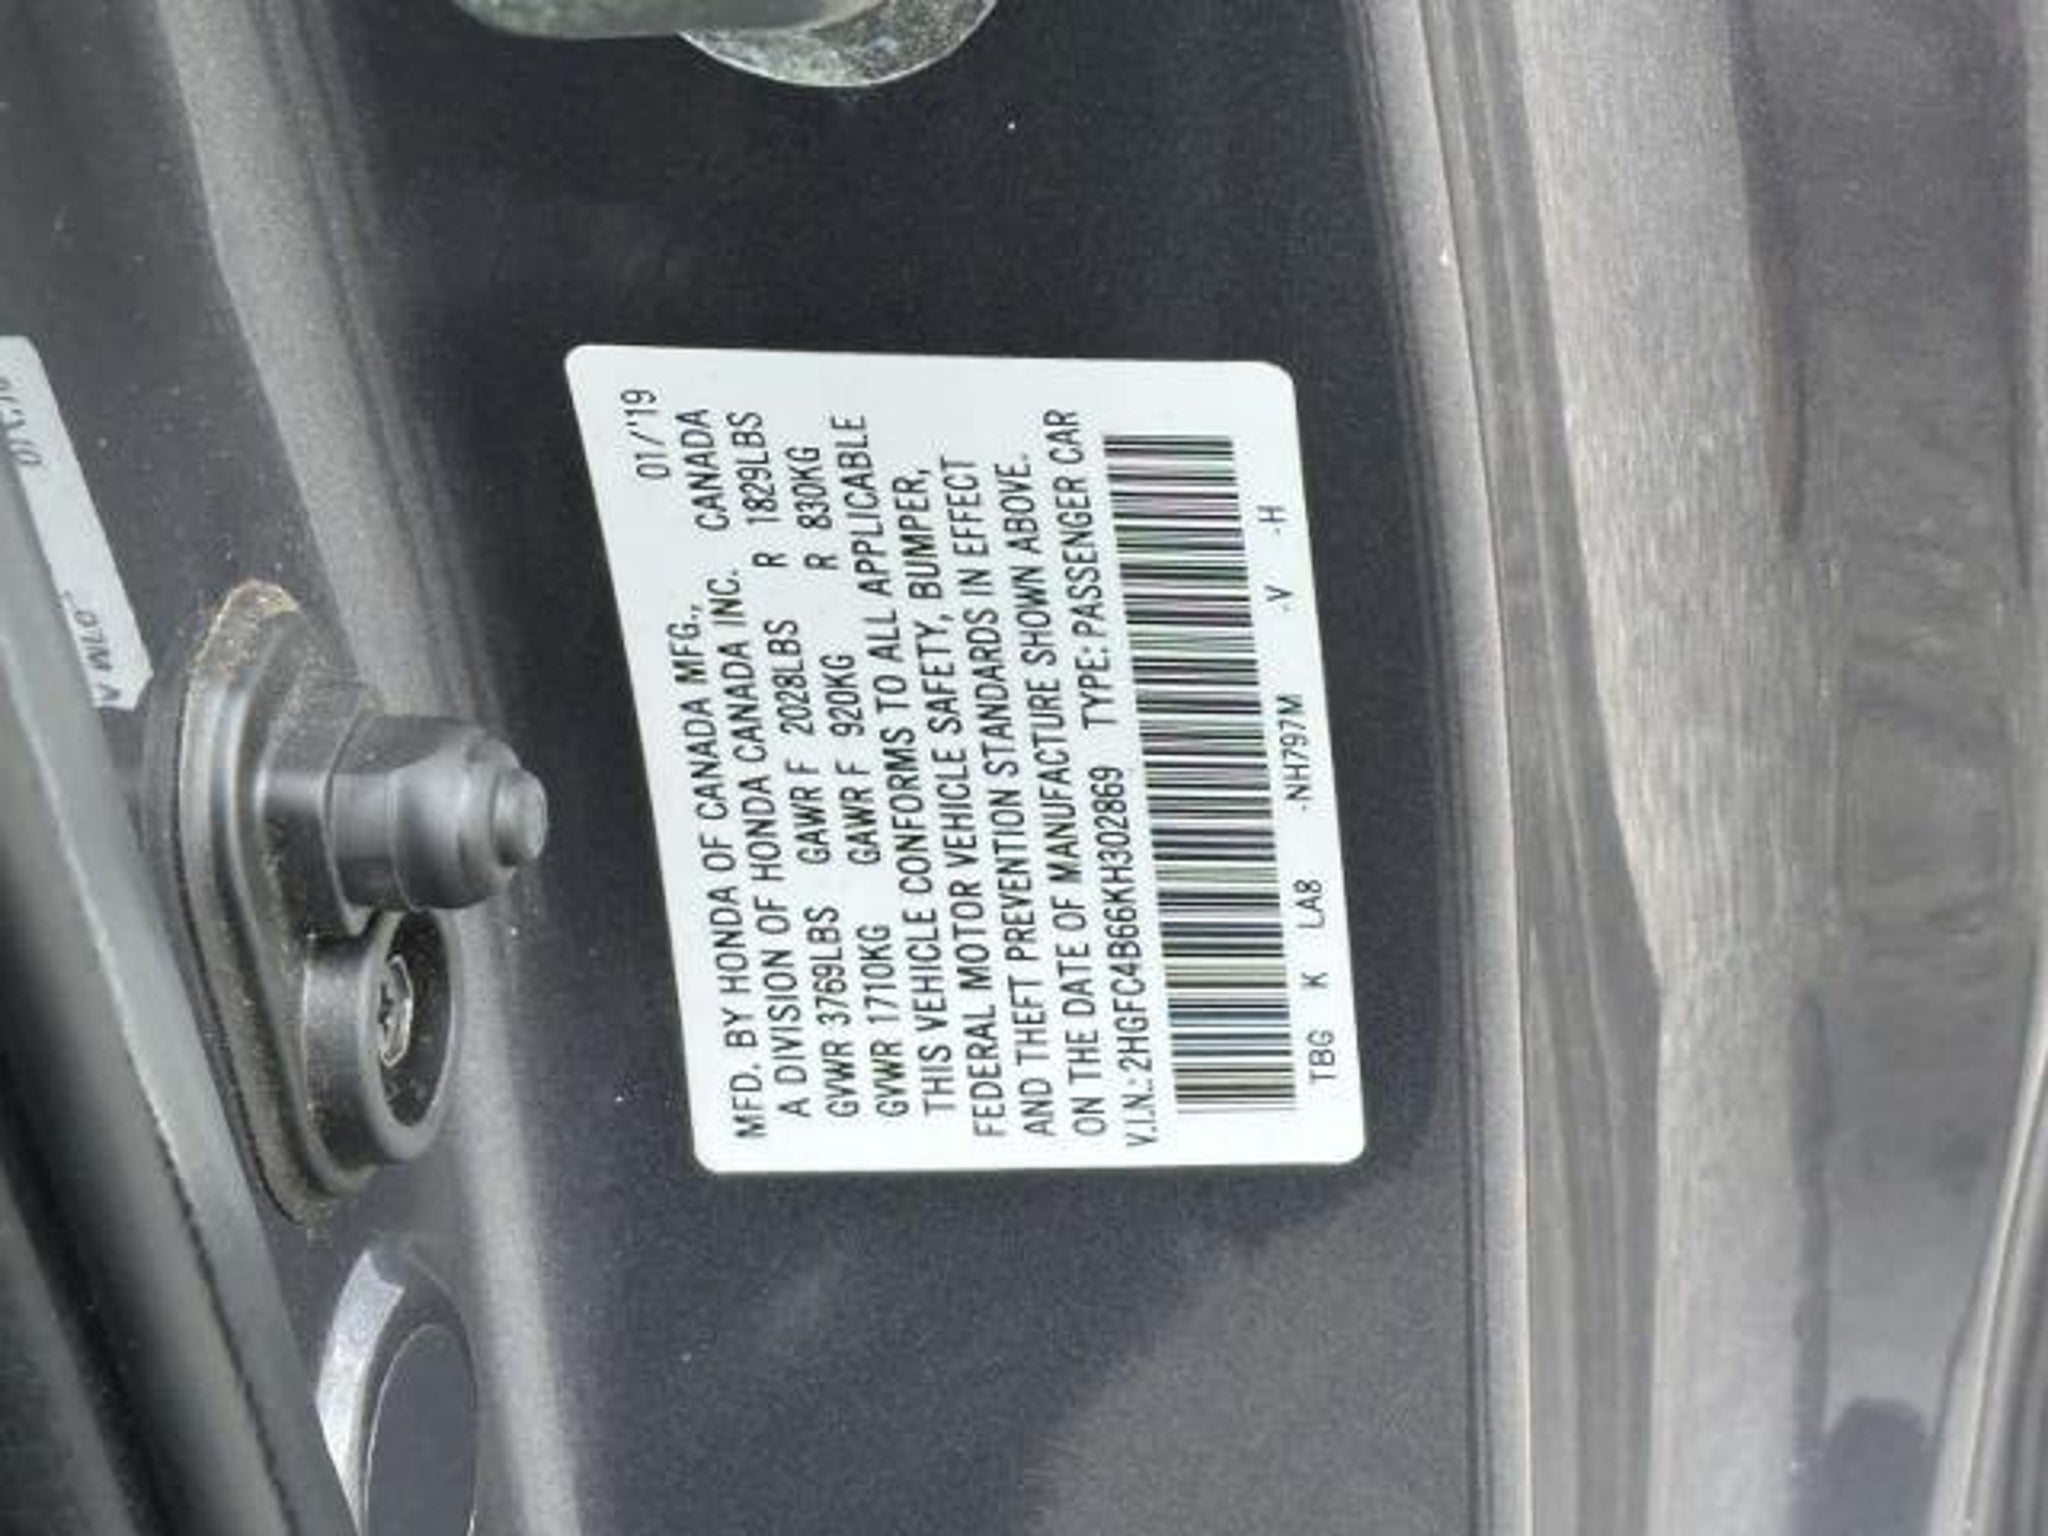 01/'19
MFD. BY HONDA OF CANADA MFG., 
A DIVISION OF HONDA CANADA INC. CANADA
GVWR 3769LBS GAWR F 2028LBS R 1829LBS
GVWR 1710KG GAWR F 920KG R 830KG
THIS VEHICLE CONFORMS TO ALL APPLICABLE
FEDERAL MOTOR VEHICLE SAFETY, BUMPER,
AND THEFT PREVENTION STANDARDS IN EFFECT
ON THE DATE OF MANUFACTURE SHOWN ABOVE.
V.I.N.: 2HGFC4B66KH302869 TYPE: PASSENGER CAR
TBG K LA8 -NH797M -V -H